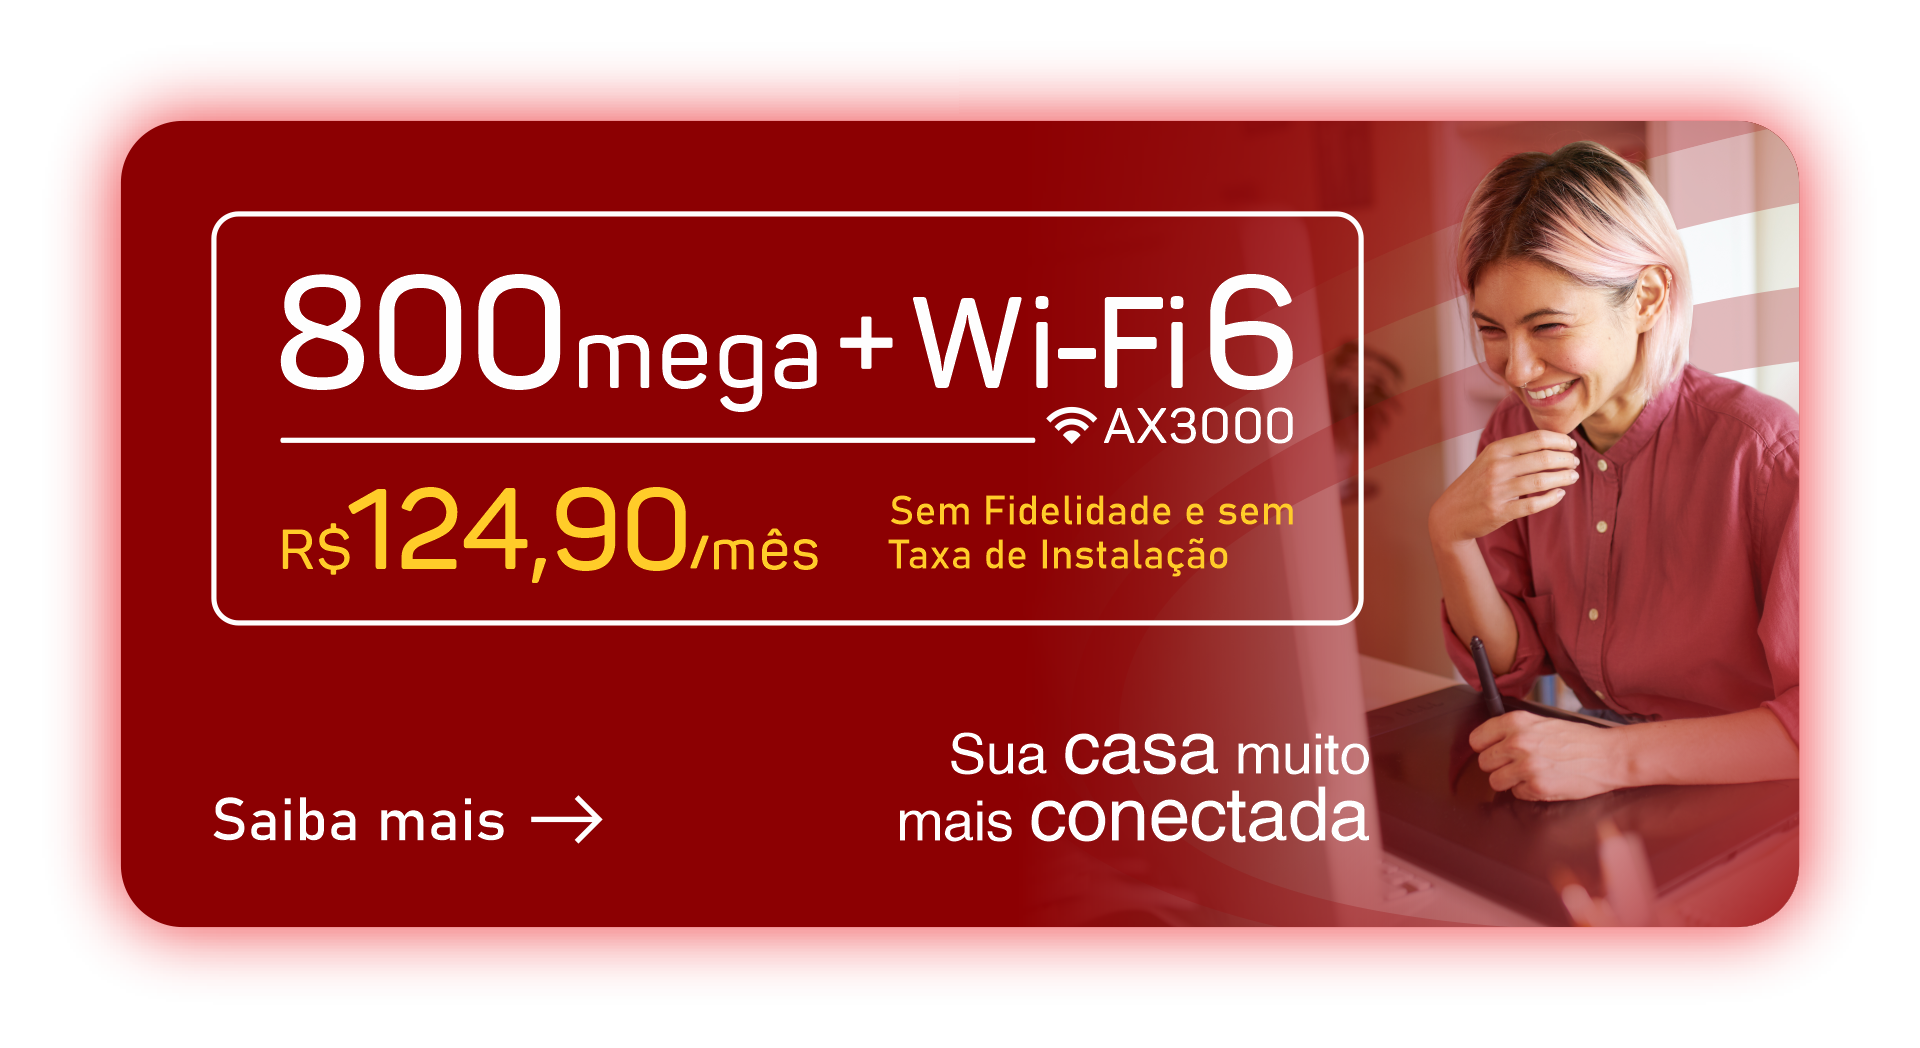 800mega + Wi-Fi 6
AX3000
R$124,90/mês
Sem Fidelidade e sem
Taxa de Instalação
Sua casa muito
mais conectada
Saiba mais →